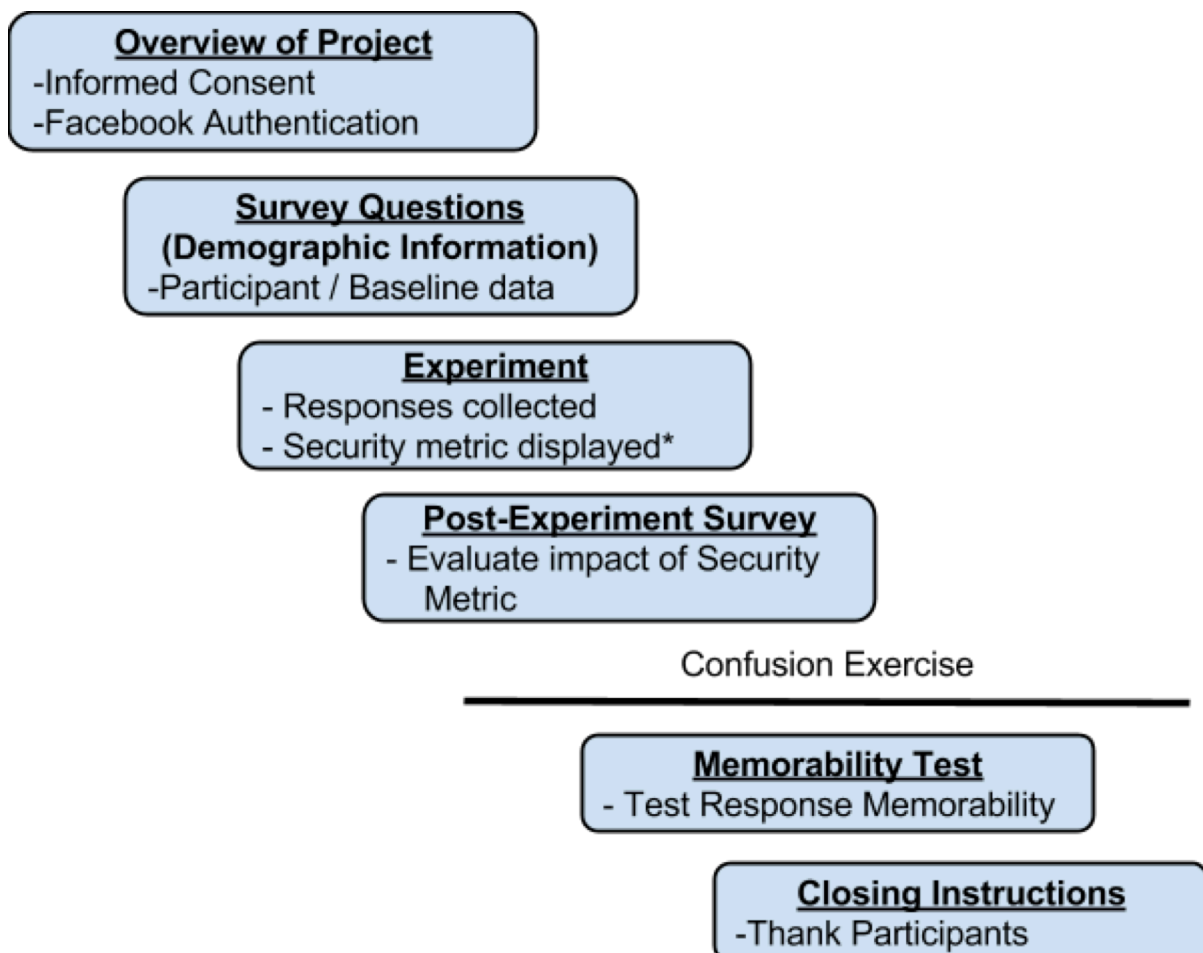 Overview of Project
-Informed Consent
-Facebook Authentication
Survey Questions
(Demographic Information)
-Participant / Baseline data
Experiment
- Responses collected
- Security metric displayed*
Post-Experiment Survey
- Evaluate impact of Security
Metric
Confusion Exercise
Memorability Test
- Test Response Memorability
Closing Instructions
-Thank Participants